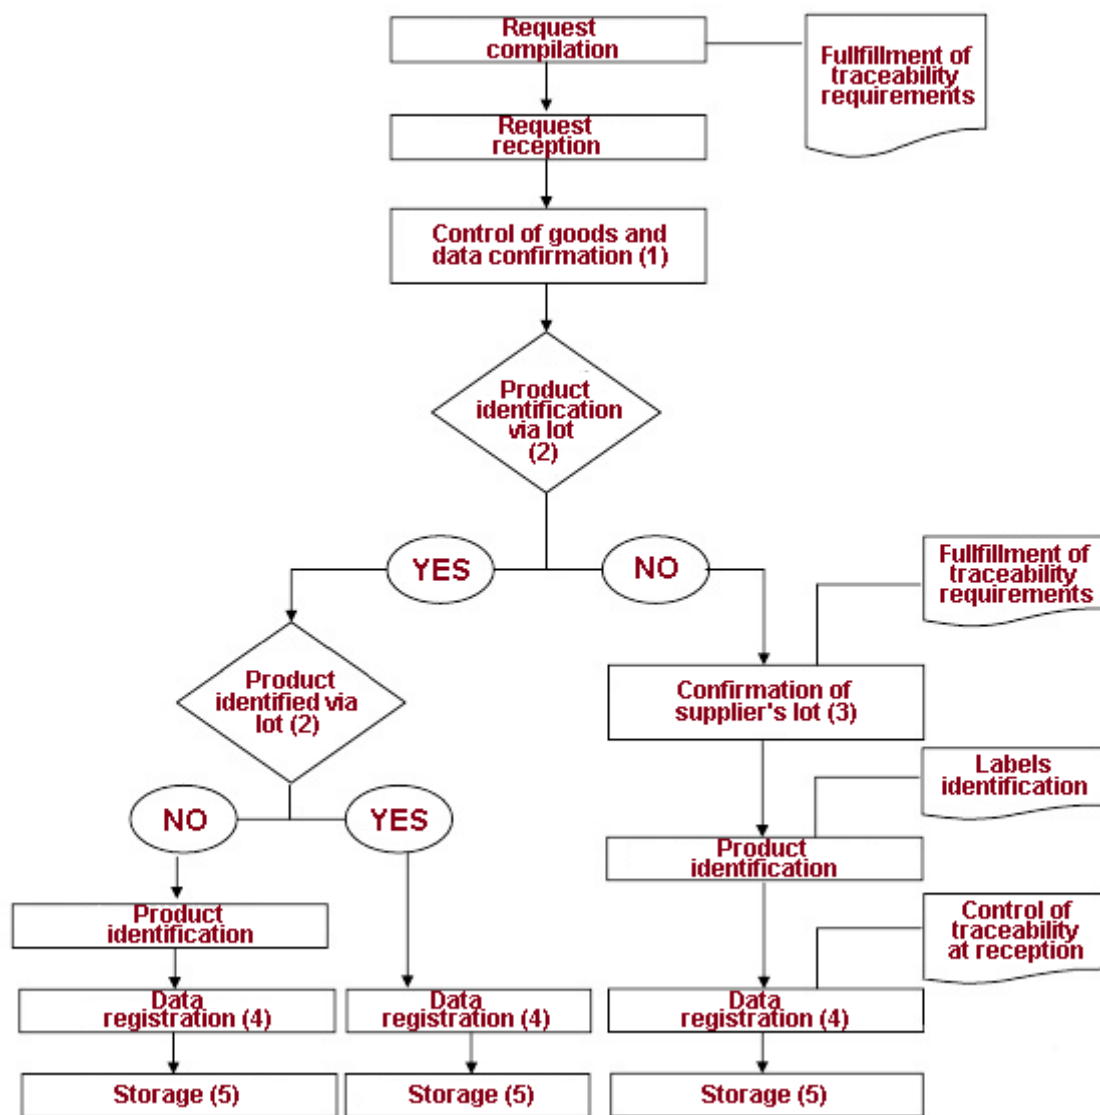 Request
compilation
Fullfillment of
traceability
requirements
Request
reception
Control of goods and
data confirmation (1)
Product
identification
via lot
(2)
YES
NO
Fullfillment of
traceability
requirements
Product
identified via
lot (2)
Confirmation of
supplier's lot (3)
Labels
identification
NO
YES
Product
identification
Product
identification
Control of
traceability
at reception
Data
registration (4)
Data
registration (4)
Data
registration (4)
Storage (5)
Storage (5)
Storage (5)